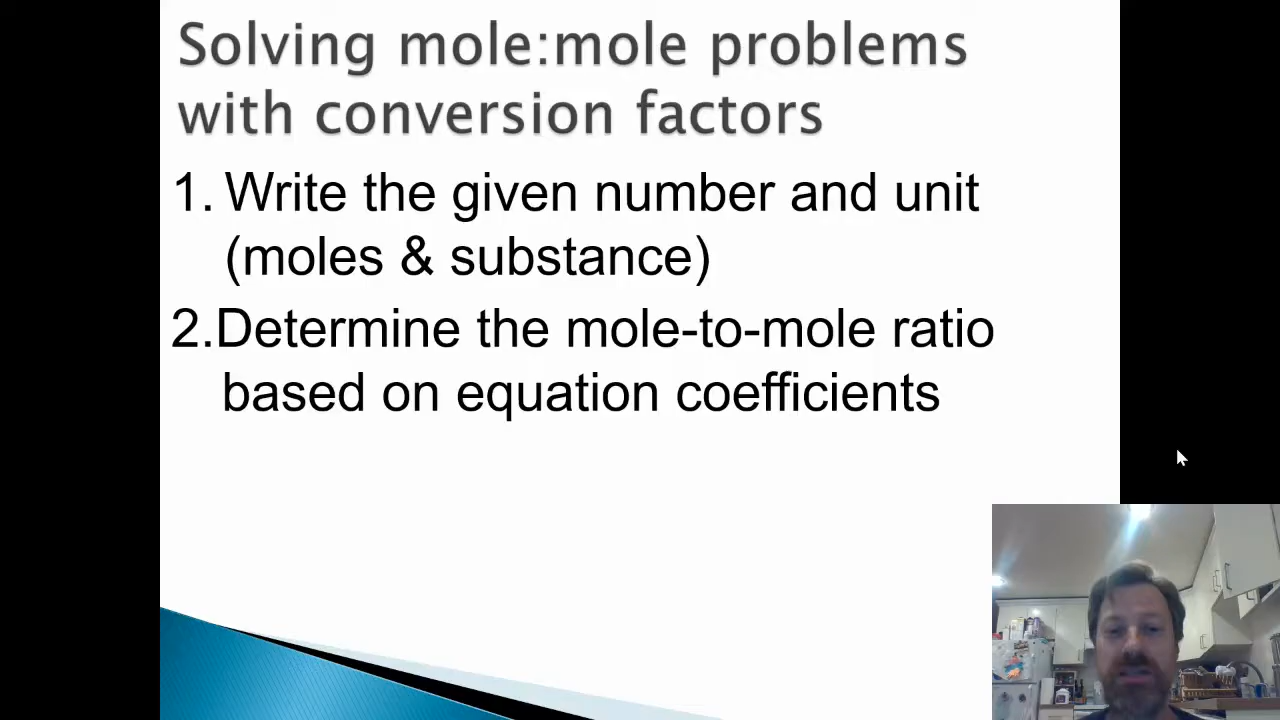 Solving mole:mole problems
with conversion factors
1. Write the given number and unit
(moles & substance)
2.Determine the mole-to-mole ratio
based on equation coefficients